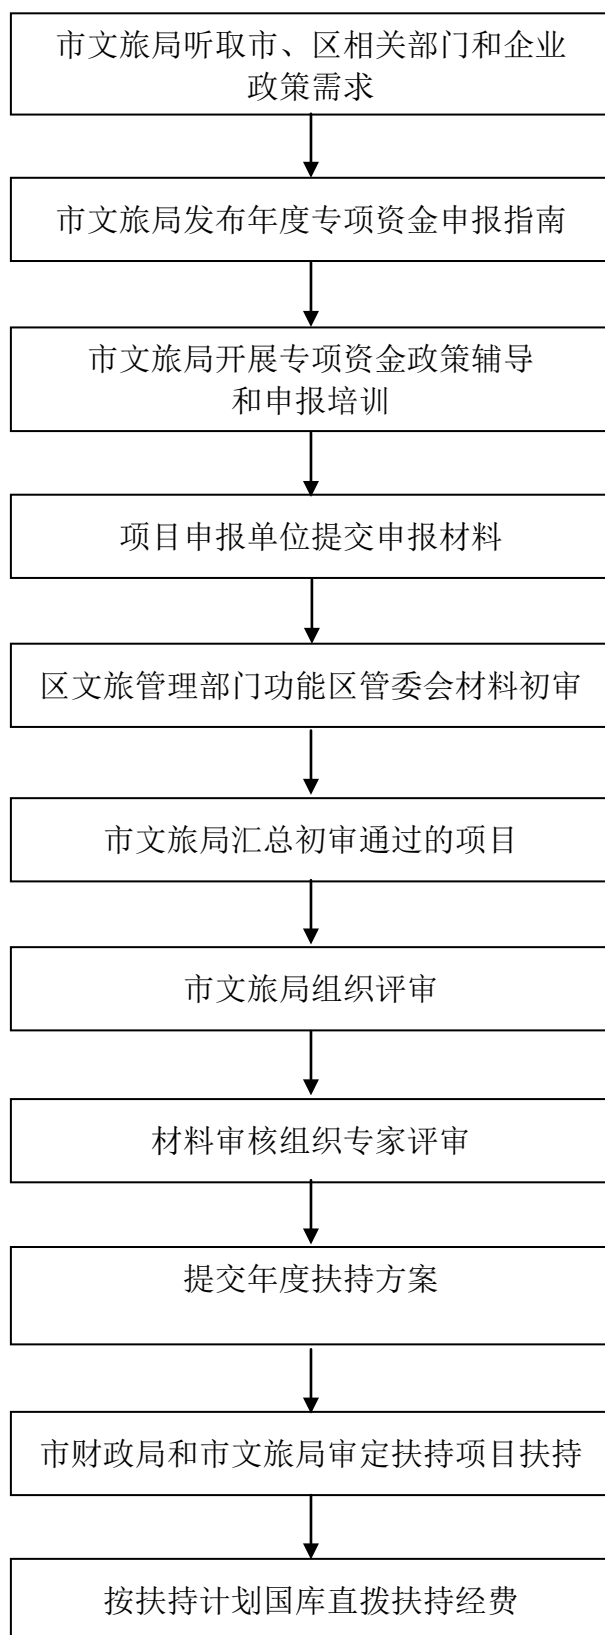 市文旅局听取市、区相关部门和企业
政策需求
市文旅局发布年度专项资金申报指南
市文旅局开展专项资金政策辅导
和申报培训
项目申报单位提交申报材料
区文旅管理部门功能区管委会材料初审
市文旅局汇总初审通过的项目
市文旅局组织评审
材料审核组织专家评审
提交年度扶持方案
市财政局和市文旅局审定扶持项目扶持
按扶持计划国库直拨扶持经费